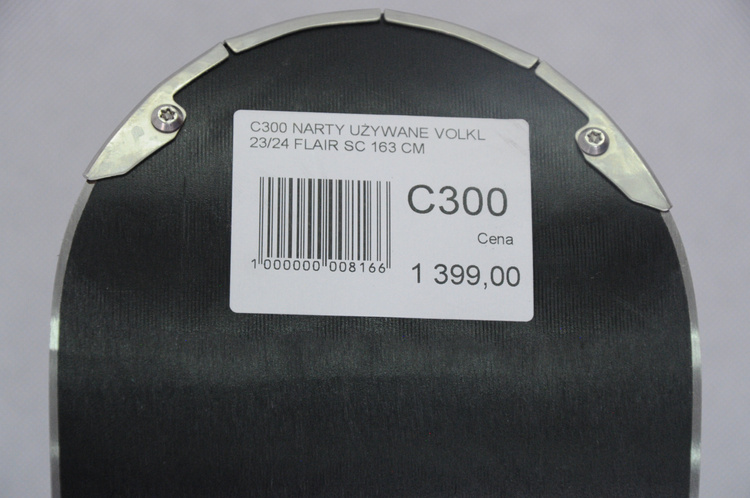 C300 NARTY UŻYWANE VOLKL
23/24 FLAIR SC 163 CM
C300
Cena
1 000000 008166
1 399,00